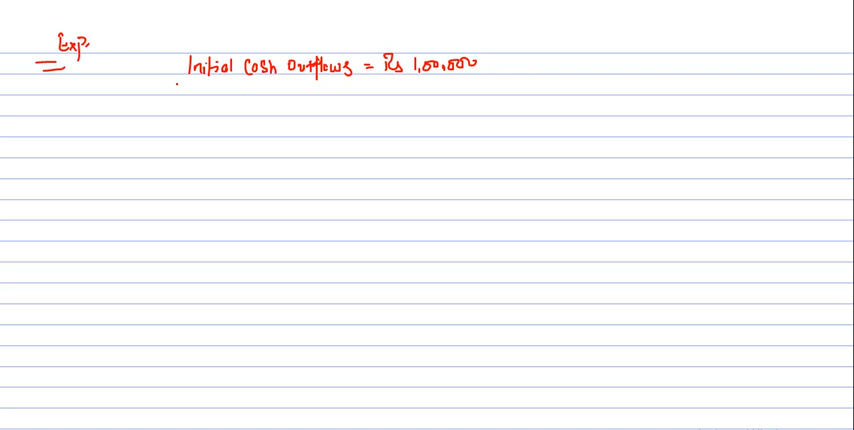 Exp.
Initial Cash Outflows = Rs 1,00,000